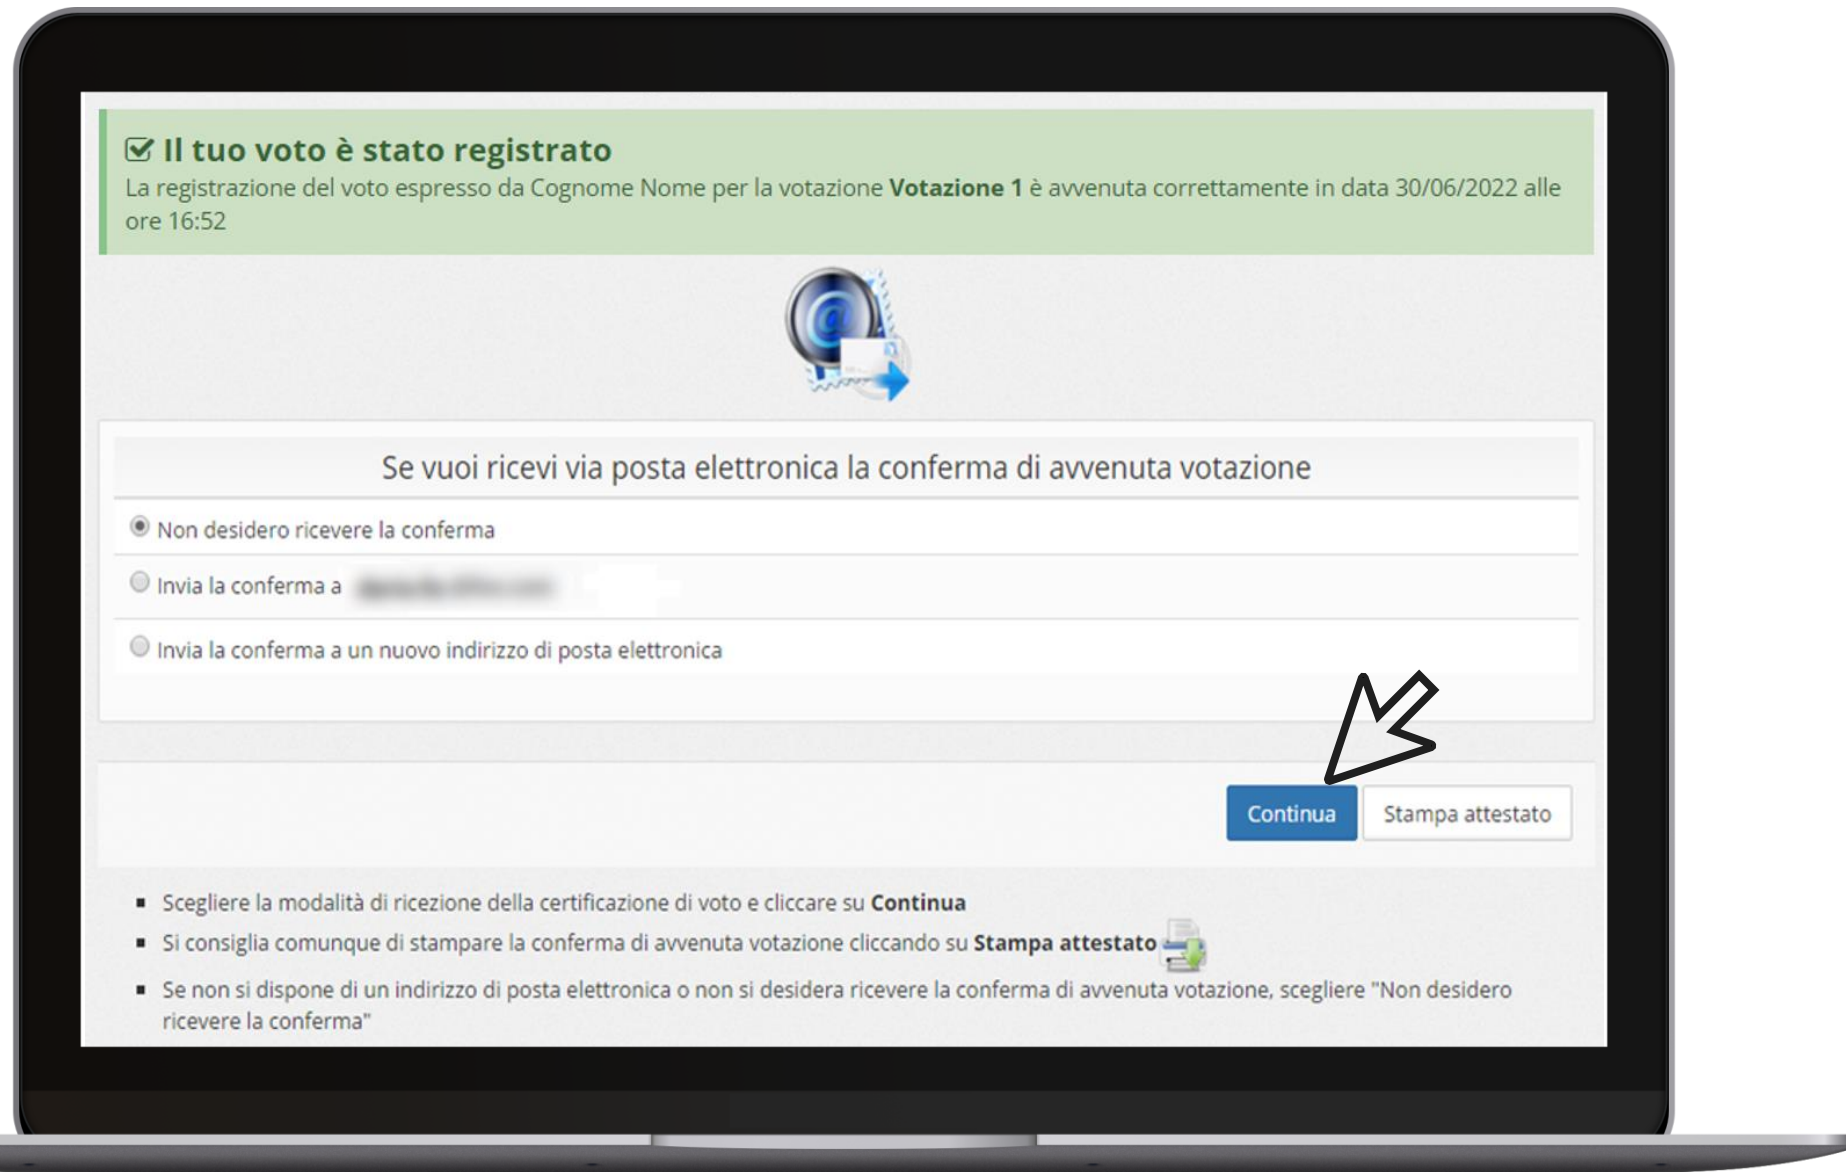 Il tuo voto è stato registrato
La registrazione del voto espresso da Cognome Nome per la votazione Votazione 1 è avvenuta correttamente in data 30/06/2022 alle
ore 16:52
Se vuoi ricevi via posta elettronica la conferma di avvenuta votazione
Non desidero ricevere la conferma
Invia la conferma a
Invia la conferma a un nuovo indirizzo di posta elettronica
Continua
Stampa attestato
Scegliere la modalità di ricezione della certificazione di voto e cliccare su Continua
Si consiglia comunque di stampare la conferma di avvenuta votazione cliccando su Stampa attestato
Se non si dispone di un indirizzo di posta elettronica o non si desidera ricevere la conferma di avvenuta votazione, scegliere "Non desidero
ricevere la conferma"